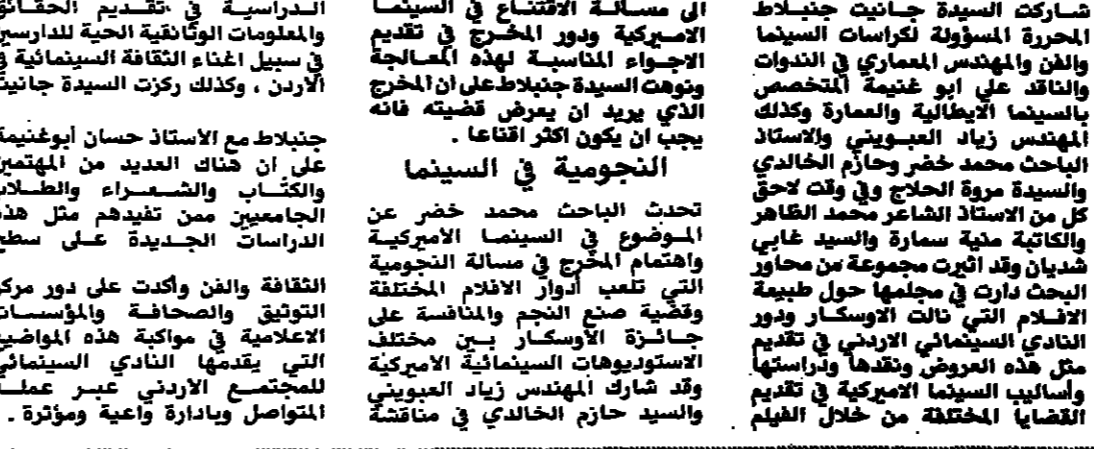 شاركت السيدة جانيت جنبلاط
المحررة المسؤولة لكراسات السينما
والفن والمهندس المعماري في الندوات
والناقد علي ابو غنيمة المتخصص
بالسينما الايطالية والعمارة وكذلك
المهندس زياد العبويني والاستاذ
الباحث محمد خضر وحازم الخالدي
والسيدة مروة الحلاج وفي وقت لاحق
كل من الاستاذ الشاعر محمد الظاهر
والكاتبة منية سمارة والسيد غابي
شديان وقد اثيرت مجموعة من محاور
البحث دارت في مجلمها حول طبيعة
الافلام التي نالت الاوسكار ودور
النادي السينمائي الاردني في تقديم
مثل هذه العروض ونقدها ودراستها
وأساليب السينما الاميركية في تقديم
القضايا المختلفة من خلال الفيلم
الى مسالة الاقتناع في السينما
الاميركية ودور المخرج في تقديم
الاجواء المناسبة لهذه المعالجة
ونوهت السيدة جنبلاط على ان المخرج
الذي يريد ان يعرض قضيته فانه
يجب ان يكون اكثر اقناعا .
النجومية في السينما
تحدث الباحث محمد خضر عن
الموضوع في السينما الاميركية
واهتمام المخرج في مسالة النجومية
التي تلعب أدوار الافلام المختلفة
وقضية صنع النجم والمنافسة على
جائزة الأوسكار بين مختلف
الاستوديوهات السينمائية الاميركية
وقد شارك المهندس زياد العبويني
والسيد حازم الخالدي في مناقشة
الدراسية في تقديم الحقائق
والمعلومات الوثائقية الحية للدارسين
في سبيل اغناء الثقافة السينمائية في
الاردن ، وكذلك ركزت السيدة جانيت
جنبلاط مع الاستاذ حسان أبوغنيمة
على ان هناك العديد من المهتمين
والكتّاب والشعراء والطلاب
الجامعيين ممن تفيدهم مثل هذه
الدراسات الجديدة على سطح
الثقافة والفن وأكدت على دور مركز
التوثيق والصحافة والمؤسسات
الاعلامية في مواكبة هذه المواضيع
التي يقدمها النادي السينمائي
للمجتمع الاردني عبر عمله
المتواصل وبادارة واعية ومؤثرة .